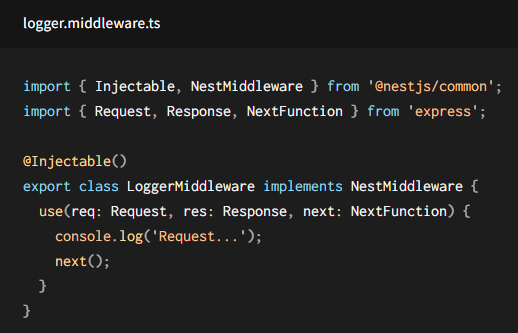 logger.middleware.ts
import { Injectable, NestMiddleware } from '@nestjs/common';
import { Request, Response, NextFunction } from 'express';
@Injectable()
export class LoggerMiddleware implements NestMiddleware {
  use(req: Request, res: Response, next: NextFunction) {
    console.log('Request...');
    next();
  }
}